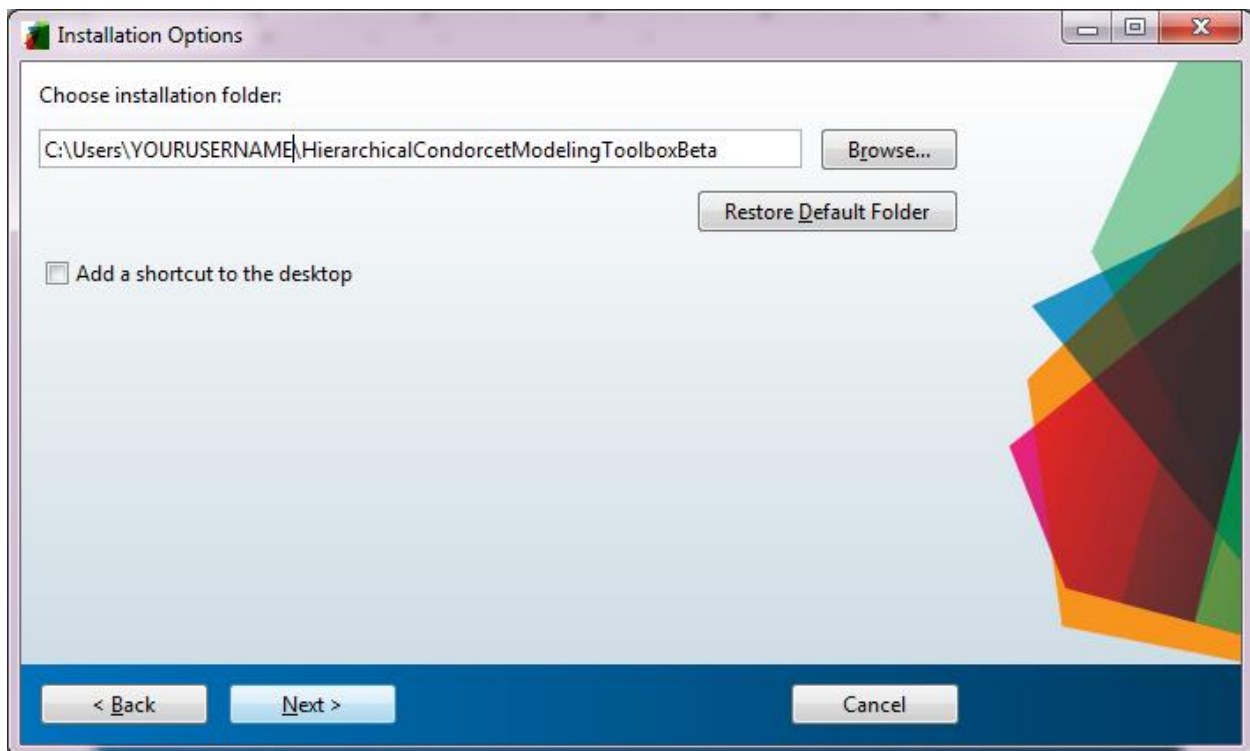 Installation Options
Choose installation folder:
C:\Users\YOURUSERNAME\HierarchicalCondorcetModelingToolboxBeta
Browse...
Restore Default Folder
Add a shortcut to the desktop
< Back
Next >
Cancel